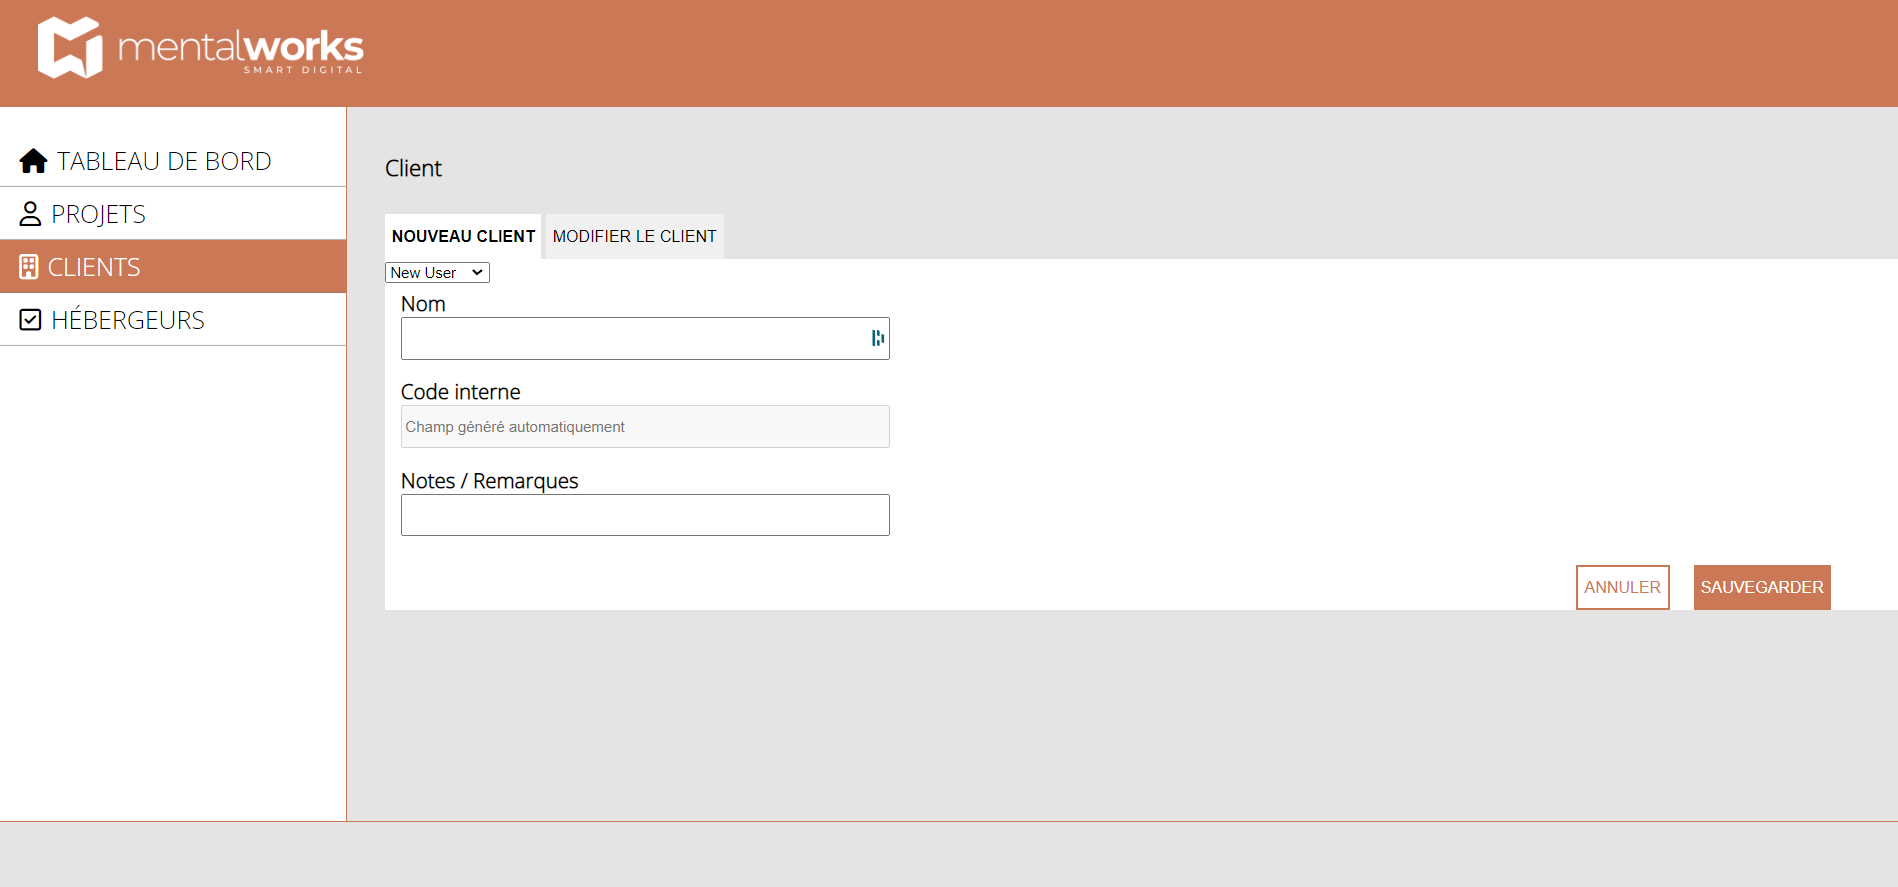 mentalworks
SMART DIGITAL
TABLEAU DE BORD
PROJETS
CLIENTS
HÉBERGEURS
Client
NOUVEAU CLIENT MODIFIER LE CLIENT
New User
Nom
Code interne
Champ généré automatiquement
Notes / Remarques
ANNULER SAUVEGARDER